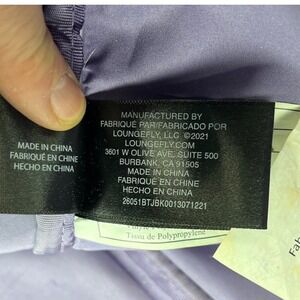 MADE IN CHINA
FABRIQUÉ EN CHINE
HECHO EN CHINA
MANUFACTURED BY
FABRIQUÉ PAR/FABRICADO POR
LOUNGEFLY, LLC ©2021
LOUNGEFLY.COM
3601 W OLIVE AVE, SUITE 500
BURBANK, CA 91505
MADE IN CHINA
FABRIQUÉ EN CHINE
HECHO EN CHINA
26051BTJBK0013071221
Tissu de Polypropylène
Fab